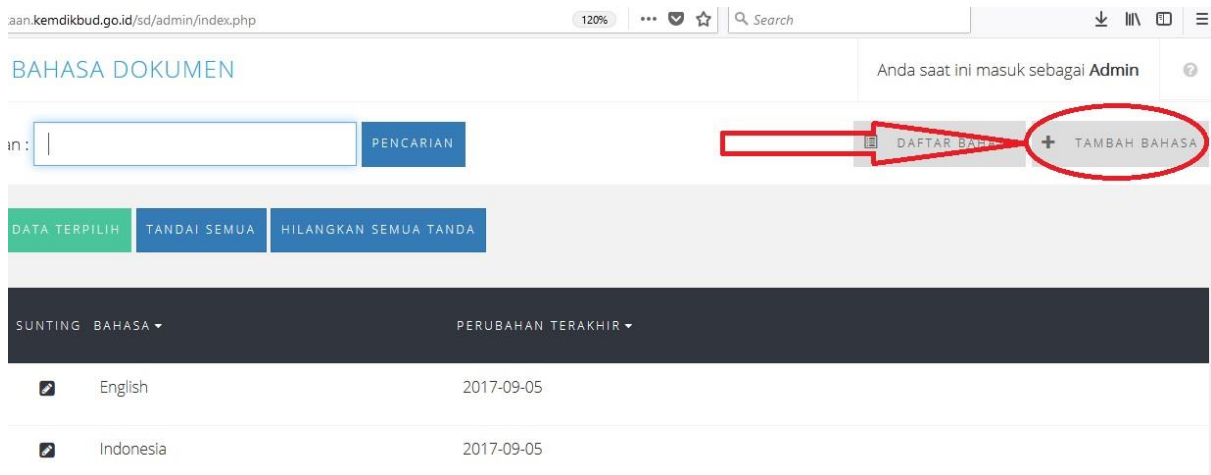 :aan.kemdikbud.go.id/sd/admin/index.php 120% ... Search
BAHASA DOKUMEN Anda saat ini masuk sebagai Admin
an : PENCARIAN DAFTAR BAHA + TAMBAH BAHASA
DATA TERPILIH TANDAI SEMUA HILANGKAN SEMUA TANDA
SUNTING BAHASA PERUBAHAN TERAKHIR
English 2017-09-05
Indonesia 2017-09-05